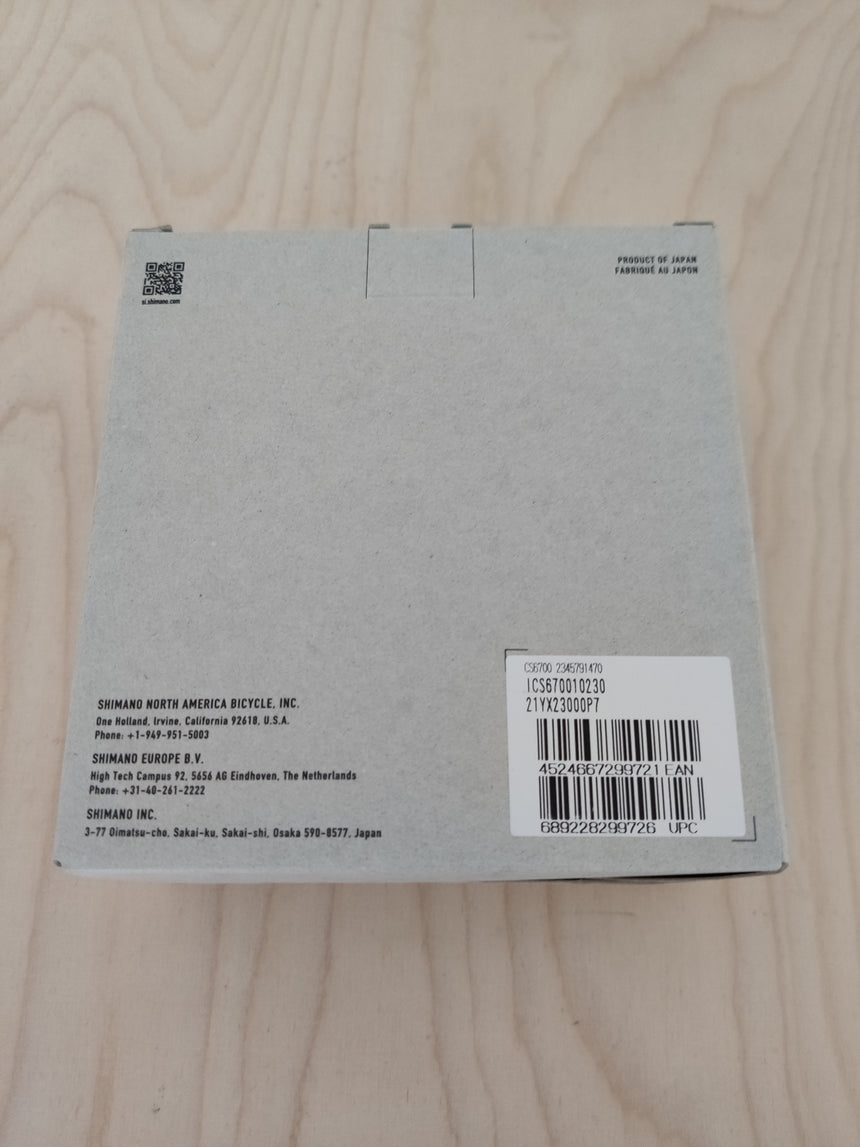 si.shimano.com
PRODUCT OF JAPAN
FABRIQUÉ AU JAPON
CS6700 2345791470
ICS670010230
21YX23000P7
4524667299721 EAN
689228299726 UPC
SHIMANO NORTH AMERICA BICYCLE, INC.
One Holland, Irvine, California 92618, U.S.A.
Phone: +1-949-951-5003
SHIMANO EUROPE B.V.
High Tech Campus 92, 5656 AG Eindhoven, The Netherlands
Phone: +31-40-261-2222
SHIMANO INC.
3-77 Oimatsu-cho, Sakai-ku, Sakai-shi, Osaka 590-8577, Japan